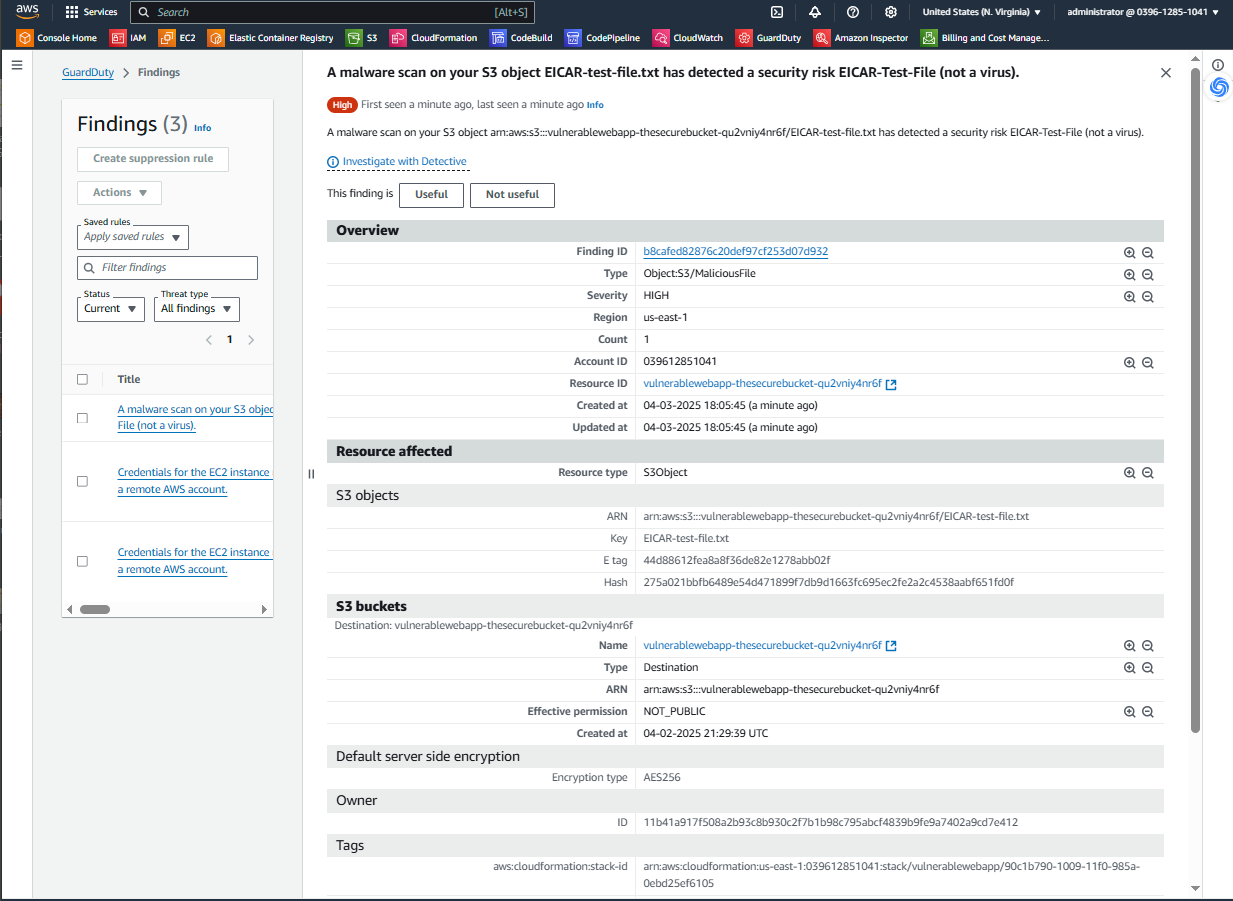 aws
Services
Search
[Alt+S]
United States (N. Virginia) ▼
administrator @ 0396-1285-1041 ▼
Console Home
IAM
EC2
Elastic Container Registry
S3
CloudFormation
CodeBuild
CodePipeline
CloudWatch
GuardDuty
Amazon Inspector
Billing and Cost Manage...
GuardDuty > Findings
Findings (3) Info
Create suppression rule
Actions ▼
Saved rules
Apply saved rules ▼
Filter findings
Status
Current ▼
Threat type
All findings ▼
< 1 >
Title
A malware scan on your S3 objec
File (not a virus).
Credentials for the EC2 instance
a remote AWS account.
Credentials for the EC2 instance
a remote AWS account.
A malware scan on your S3 object EICAR-test-file.txt has detected a security risk EICAR-Test-File (not a virus).
High First seen a minute ago, last seen a minute ago Info
A malware scan on your S3 object arn:aws:s3:::vulnerablewebapp-thesecurebucket-qu2vniy4nr6f/EICAR-test-file.txt has detected a security risk EICAR-Test-File (not a virus).
Investigate with Detective
This finding is Useful Not useful
Overview
Finding ID b8cafed82876c20def97cf253d07d932
Type Object:S3/MaliciousFile
Severity HIGH
Region us-east-1
Count 1
Account ID 039612851041
Resource ID vulnerablewebapp-thesecurebucket-qu2vniy4nr6f
Created at 04-03-2025 18:05:45 (a minute ago)
Updated at 04-03-2025 18:05:45 (a minute ago)
Resource affected
Resource type S3Object
S3 objects
ARN arn:aws:s3:::vulnerablewebapp-thesecurebucket-qu2vniy4nr6f/EICAR-test-file.txt
Key EICAR-test-file.txt
E tag 44d88612fea8a8f36de82e1278abb02f
Hash 275a021bbfb6489e54d471899f7db9d1663fc695ec2fe2a2c4538aabf651fd0f
S3 buckets
Destination: vulnerablewebapp-thesecurebucket-qu2vniy4nr6f
Name vulnerablewebapp-thesecurebucket-qu2vniy4nr6f
Type Destination
ARN arn:aws:s3:::vulnerablewebapp-thesecurebucket-qu2vniy4nr6f
Effective permission NOT_PUBLIC
Created at 04-02-2025 21:29:39 UTC
Default server side encryption
Encryption type AES256
Owner
ID 11b41a917f508a2b93c8b930c2f7b1b98c795abcf4839b9fe9a7402a9cd7e412
Tags
aws:cloudformation:stack-id arn:aws:cloudformation:us-east-1:039612851041:stack/vulnerablewebapp/90c1b790-1009-11f0-985a-
0ebd25ef6105